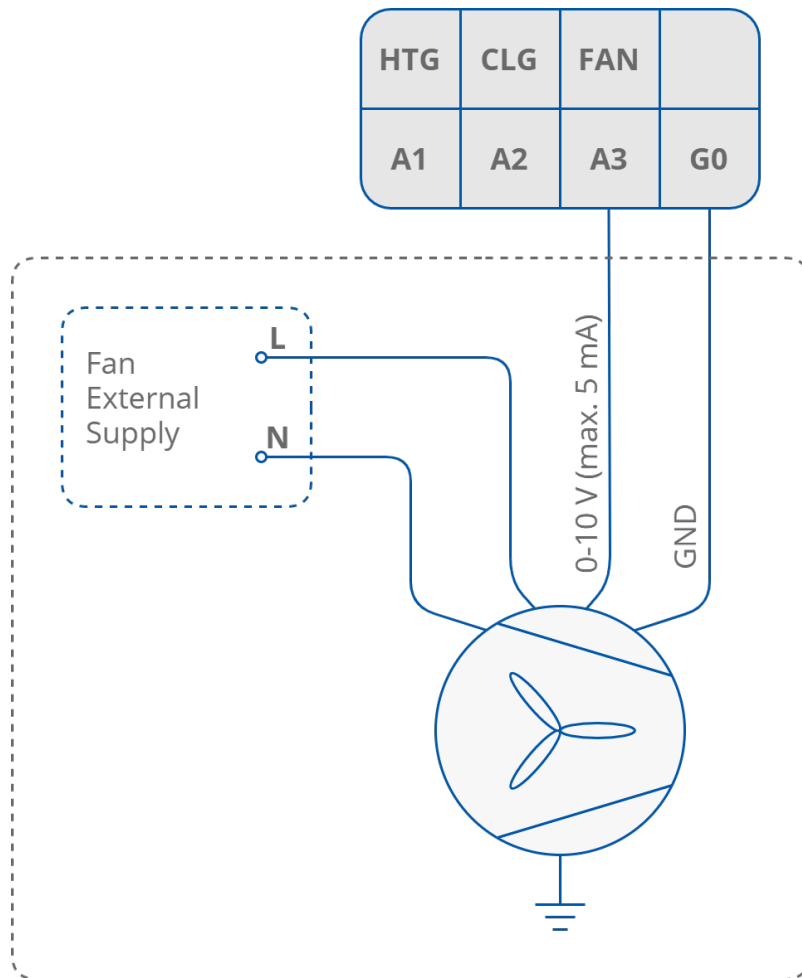 HTG CLG FAN
A1 A2 A3 G0
L
Fan
External
Supply
N
0-10 V (max. 5 mA)
GND